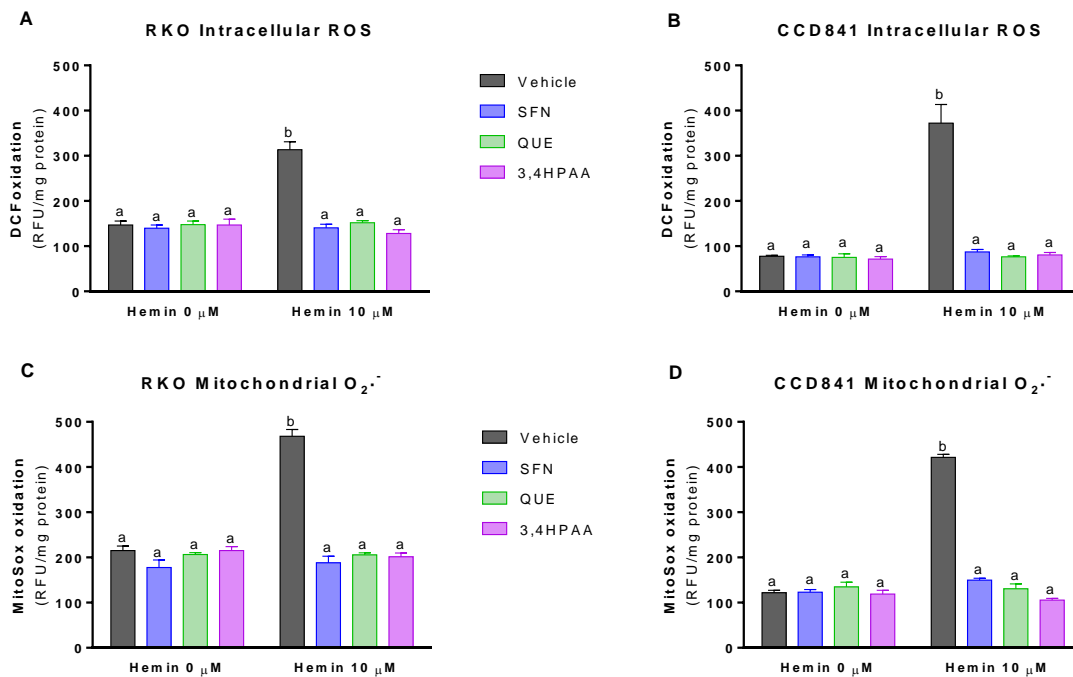 A
RKO Intracellular ROS
500
400
300
200
100
0
DCFoxidation
(RFU/mg protein)
a
a
a
a
b
a
a
a
Hemin 0 μM
Hemin 10 μM
Vehicle
SFN
QUE
3,4HPAA
B
CCD841 Intracellular ROS
500
400
300
200
100
0
DCFoxidation
(RFU/mg protein)
a
a
a
a
b
a
a
a
Hemin 0 μM
Hemin 10 μM
C
RKO Mitochondrial O₂·⁻
500
400
300
200
100
0
MitoSox oxidation
(RFU/mg protein)
a
a
a
a
b
a
a
a
Hemin 0 μM
Hemin 10 μM
Vehicle
SFN
QUE
3,4HPAA
D
CCD841 Mitochondrial O₂·⁻
500
400
300
200
100
0
MitoSox oxidation
(RFU/mg protein)
a
a
a
a
b
a
a
a
Hemin 0 μM
Hemin 10 μM